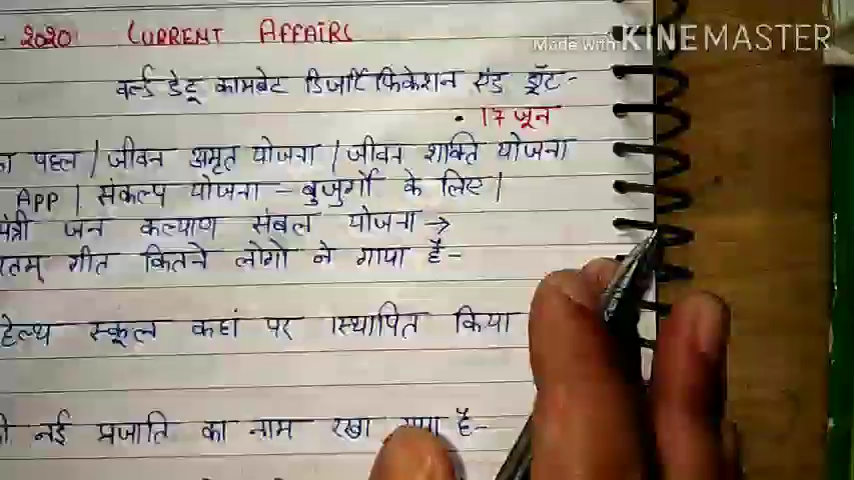 - 2020 CURRENT AFFAIRS
Made with KINEMASTER
वर्ल्ड डे टू कामबेट डिजर्टिफिकेशन एंड ड्रॉट -
• 17 जून
पहल / जीवन अमृत योजना / जीवन शक्ति योजना
APP / संकल्प योजना - बुजुर्गो के लिए /
मंत्री जन कल्याण संबल योजना →
गीत कितने लोगो ने गाया है -
हेल्थ स्कूल कहां पर स्थापित किया
नई प्रजाति का नाम रखा गया है -